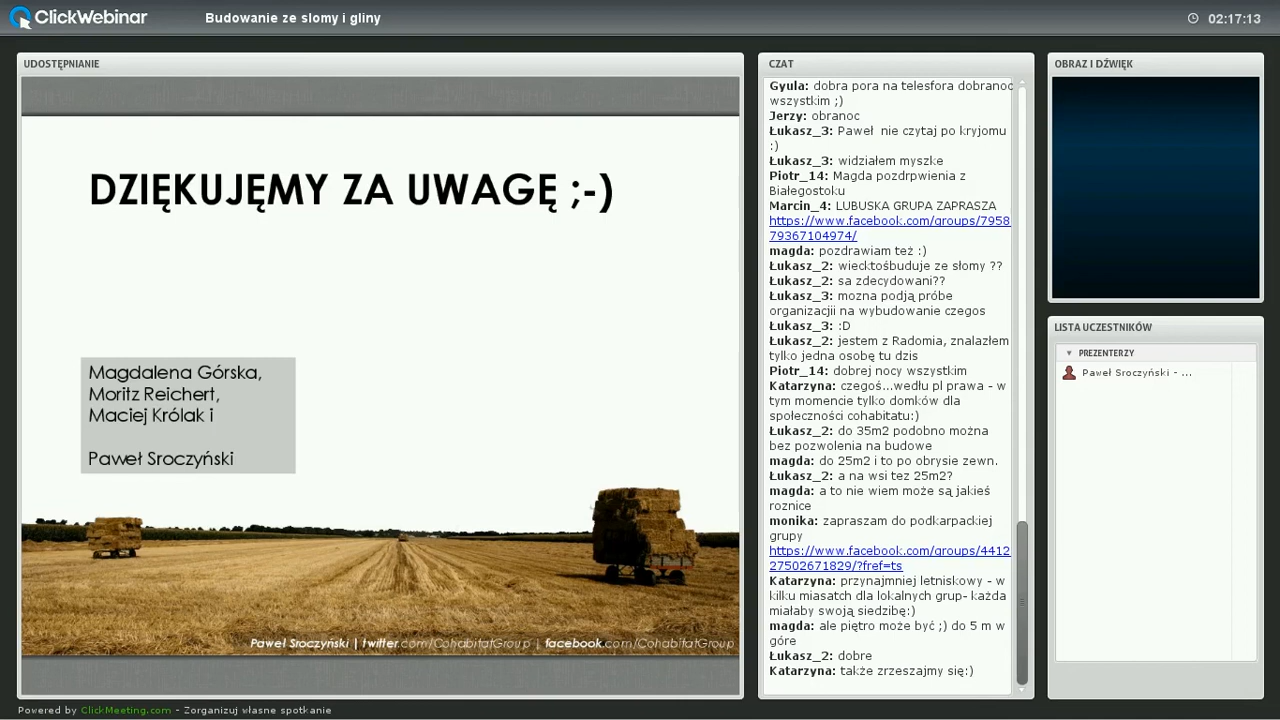 ClickWebinar
Budowanie ze slomy i gliny
02:17:13
UDOSTĘPNIANIE
DZIĘKUJĘMY ZA UWAGĘ ;-)
Magdalena Górska,
Moritz Reichert,
Maciej Królak i
Paweł Sroczyński
Paweł Sroczyński | twitter.com/CohabitatGroup | facebook.com/CohabitatGroup
CZAT
Gyula: dobra pora na telesfora dobranoc
wszystkim ;)
Jerzy: obranoc
Łukasz_3: Paweł nie czytaj po kryjomu
:)
Łukasz_3: widziałem myszke
Piotr_14: Magda pozdrpwienia z
Białegostoku
Marcin_4: LUBUSKA GRUPA ZAPRASZA
https://www.facebook.com/groups/7958
79367104974/
magda: pozdrawiam też :)
Łukasz_2: wiecktośbuduje ze słomy ??
Łukasz_2: sa zdecydowani??
Łukasz_3: mozna podją próbe
organizacjii na wybudowanie czegos
Łukasz_3: :D
Łukasz_2: jestem z Radomia, znalazłem
tylko jedna osobę tu dzis
Piotr_14: dobrej nocy wszystkim
Katarzyna: czegoś...wedłu pl prawa - w
tym momencie tylko domków dla
społeczności cohabitatu:)
Łukasz_2: do 35m2 podobno można
bez pozwolenia na budowe
magda: do 25m2 i to po obrysie zewn.
Łukasz_2: a na wsi tez 25m2?
magda: a to nie wiem może są jakieś
roznice
monika: zapraszam do podkarpackiej
grupy
https://www.facebook.com/groups/4412
27502671829/?fref=ts
Katarzyna: przynajmniej letniskowy - w
kilku miasatch dla lokalnych grup- każda
miałaby swoją siedzibę:)
magda: ale piętro może być ;) do 5 m w
góre
Łukasz_2: dobre
Katarzyna: także zrzeszajmy się:)
OBRAZ I DŹWIĘK
LISTA UCZESTNIKÓW
PREZENTERZY
Paweł Sroczyński - ...
Powered by ClickMeeting.com - Zorganizuj własne spotkanie